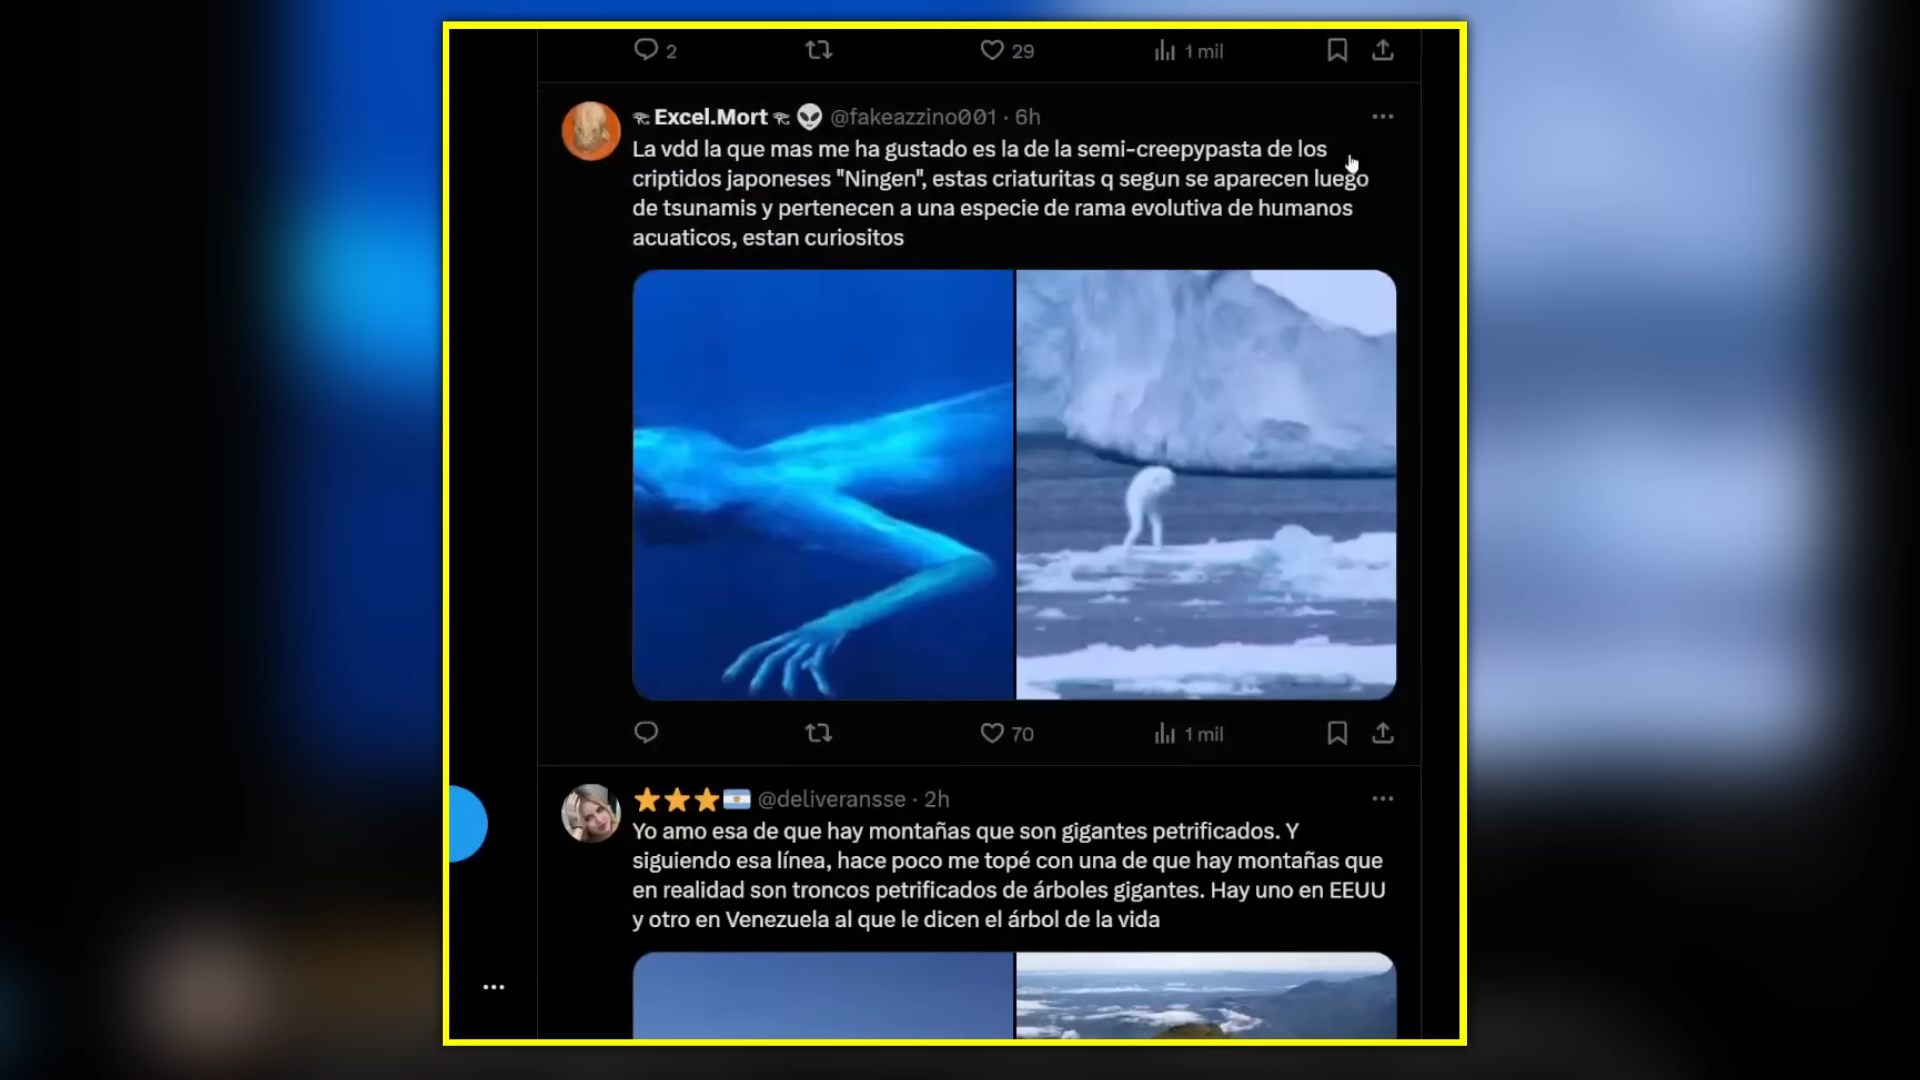 2 29 1 mil
Excel.Mort @fakeazzino001 · 6h
La vdd la que mas me ha gustado es la de la semi-creepypasta de los
criptidos japoneses "Ningen", estas criaturitas q segun se aparecen luego
de tsunamis y pertenecen a una especie de rama evolutiva de humanos
acuaticos, estan curiositos
70 1 mil
@deliveransse · 2h
Yo amo esa de que hay montañas que son gigantes petrificados. Y
siguiendo esa línea, hace poco me topé con una de que hay montañas que
en realidad son troncos petrificados de árboles gigantes. Hay uno en EEUU
y otro en Venezuela al que le dicen el árbol de la vida